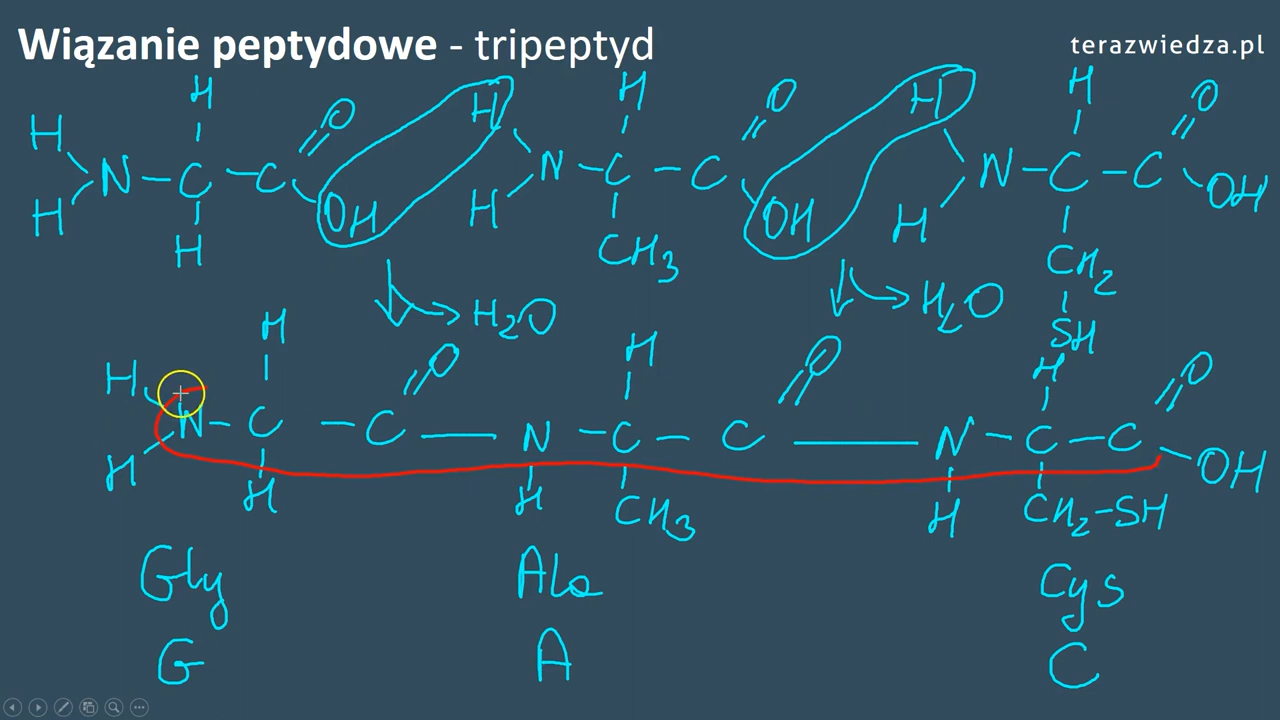 Wiązanie peptydowe - tripeptyd
terazwiedza.pl
H H H
H O H O H O
H N - C - C N - C - C N - C - C
H OH H OH H OH
H CH3 CH2
H2O H2O SH
H H H
H O O O
N - C - C — N - C - C — N - C - C
H OH
H H CH3 H CH2-SH
Gly Ala Cys
G A C